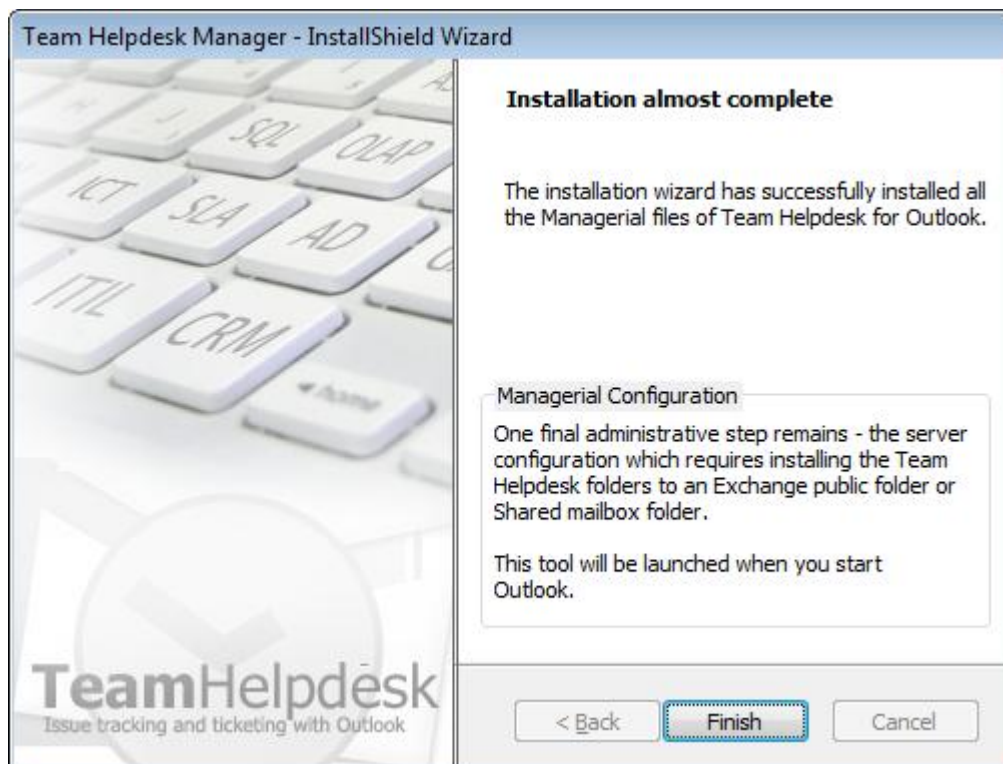 Team Helpdesk Manager - InstallShield Wizard
SQL
OLAP
ICT
SLA
AD
ITIL
CRM
home
Installation almost complete
The installation wizard has successfully installed all
the Managerial files of Team Helpdesk for Outlook.
Managerial Configuration
One final administrative step remains - the server
configuration which requires installing the Team
Helpdesk folders to an Exchange public folder or
Shared mailbox folder.
This tool will be launched when you start
Outlook.
TeamHelpdesk
Issue tracking and ticketing with Outlook
< Back
Finish
Cancel